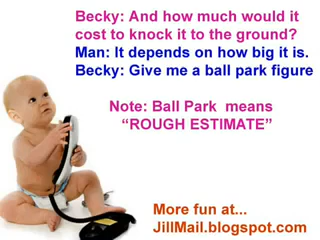 Becky: And how much would it
cost to knock it to the ground?
Man: It depends on how big it is.
Becky: Give me a ball park figure
Note: Ball Park means
“ROUGH ESTIMATE”
More fun at...
JillMail.blogspot.com